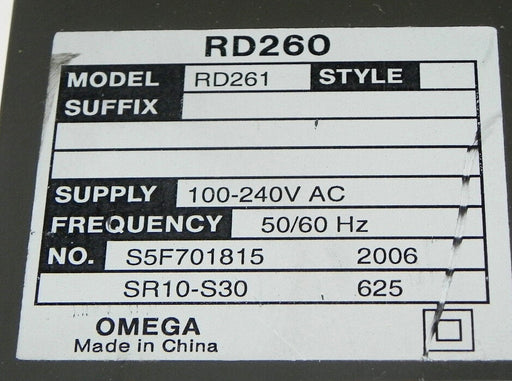 RD260
MODEL RD261 STYLE
SUFFIX
SUPPLY 100-240V AC
FREQUENCY 50/60 Hz
NO. S5F701815 2006
SR10-S30 625
OMEGA
Made in China